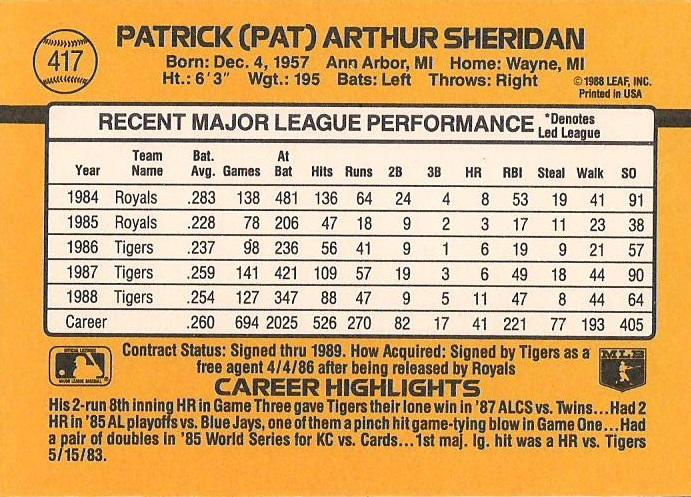 417
PATRICK (PAT) ARTHUR SHERIDAN
Born: Dec. 4, 1957 Ann Arbor, MI Home: Wayne, MI
Ht.: 6'3" Wgt.: 195 Bats: Left Throws: Right
© 1988 LEAF, INC.
Printed in USA
RECENT MAJOR LEAGUE PERFORMANCE *Denotes
Led League
Year Team Name Bat. Avg. Games At Bat Hits Runs 2B 3B HR RBI Steal Walk SO
1984 Royals .283 138 481 136 64 24 4 8 53 19 41 91
1985 Royals .228 78 206 47 18 9 2 3 17 11 23 38
1986 Tigers .237 98 236 56 41 9 1 6 19 9 21 57
1987 Tigers .259 141 421 109 57 19 3 6 49 18 44 90
1988 Tigers .254 127 347 88 47 9 5 11 47 8 44 64
Career .260 694 2025 526 270 82 17 41 221 77 193 405
Contract Status: Signed thru 1989. How Acquired: Signed by Tigers as a
free agent 4/4/86 after being released by Royals
MLB
CAREER HIGHLIGHTS
His 2-run 8th inning HR in Game Three gave Tigers their lone win in '87 ALCS vs. Twins...Had 2
HR in '85 AL playoffs vs. Blue Jays, one of them a pinch hit game-tying blow in Game One...Had
a pair of doubles in '85 World Series for KC vs. Cards...1st maj. lg. hit was a HR vs. Tigers
5/15/83.